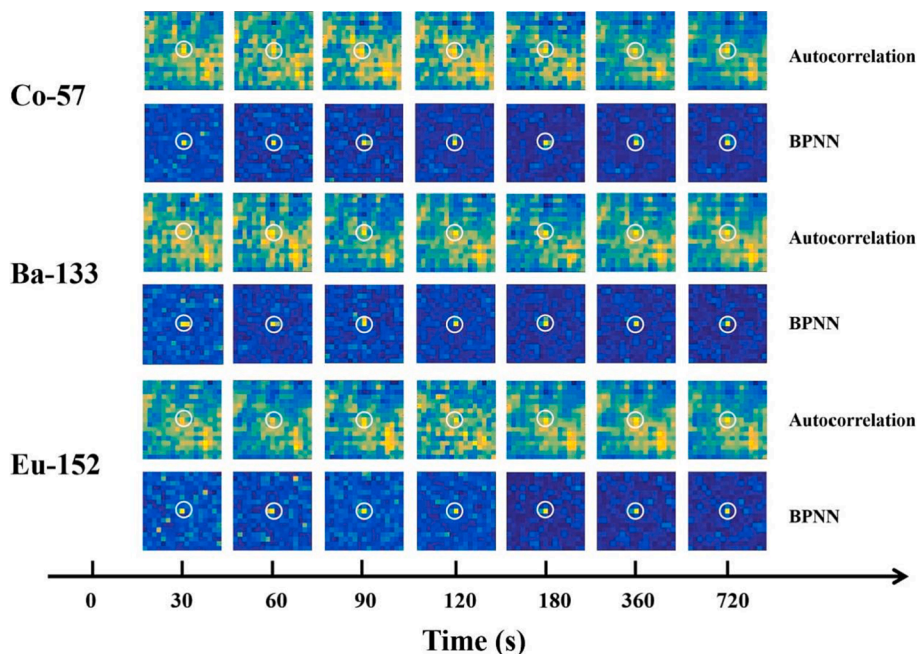 Autocorrelation
Co-57
BPNN
Autocorrelation
Ba-133
BPNN
Autocorrelation
Eu-152
BPNN
0 30 60 90 120 180 360 720
Time (s)